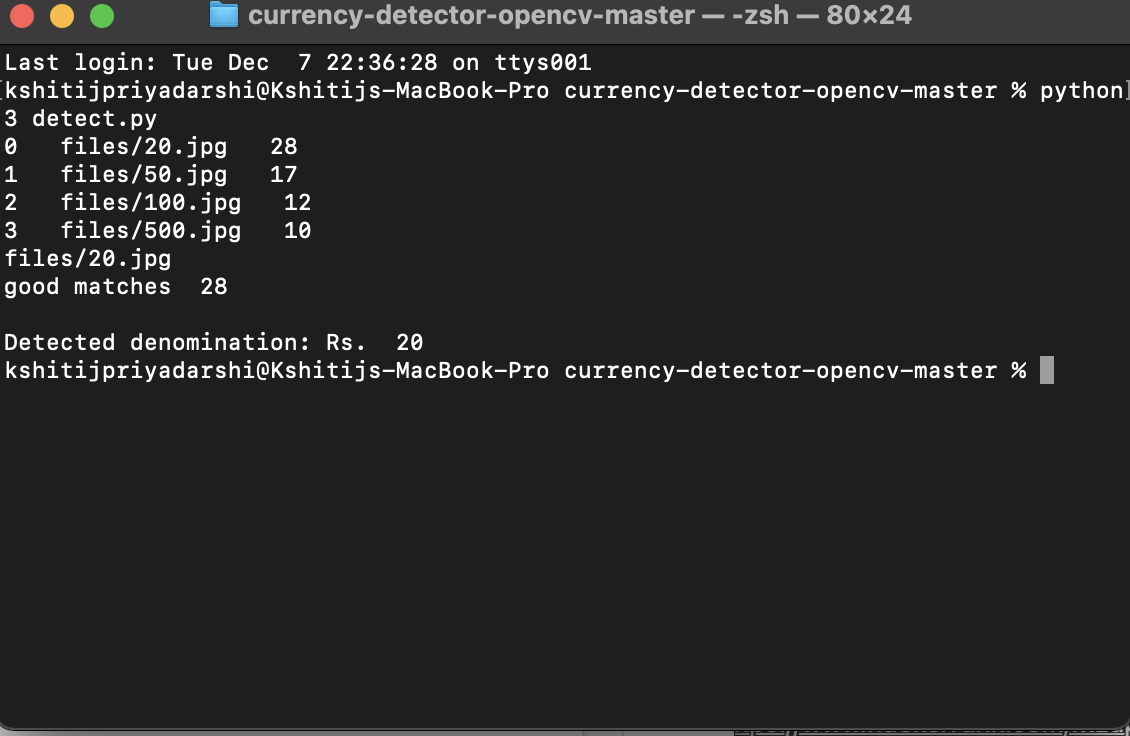 currency-detector-opencv-master — -zsh — 80×24
Last login: Tue Dec  7 22:36:28 on ttys001
[kshitijpriyadarshi@Kshitijs-MacBook-Pro currency-detector-opencv-master % python]
3 detect.py
0   files/20.jpg   28
1   files/50.jpg   17
2   files/100.jpg   12
3   files/500.jpg   10
files/20.jpg
good matches  28
Detected denomination: Rs.  20
kshitijpriyadarshi@Kshitijs-MacBook-Pro currency-detector-opencv-master %